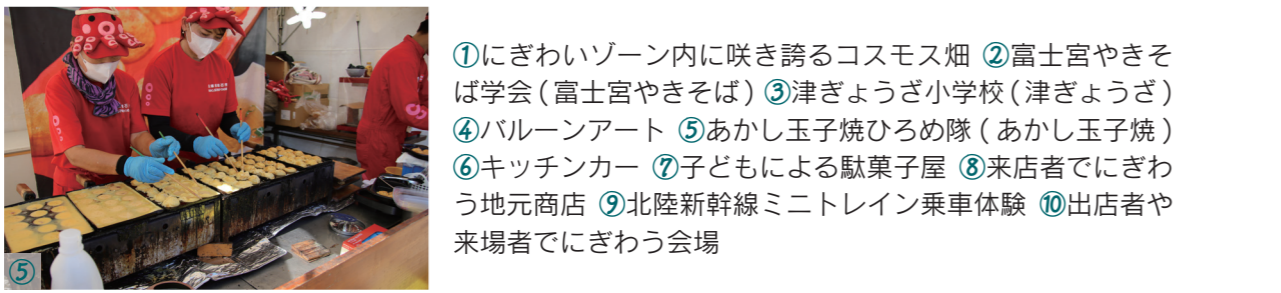 ①にぎわいゾーン内に咲き誇るコスモス畑 ②富士宮やきそ
ば学会(富士宮やきそば) ③津ぎょうざ小学校(津ぎょうざ)
④バルーンアート ⑤あかし玉子焼ひろめ隊(あかし玉子焼)
⑥キッチンカー ⑦子どもによる駄菓子屋 ⑧来店者でにぎわ
う地元商店 ⑨北陸新幹線ミニトレイン乗車体験 ⑩出店者や
来場者でにぎわう会場
⑤